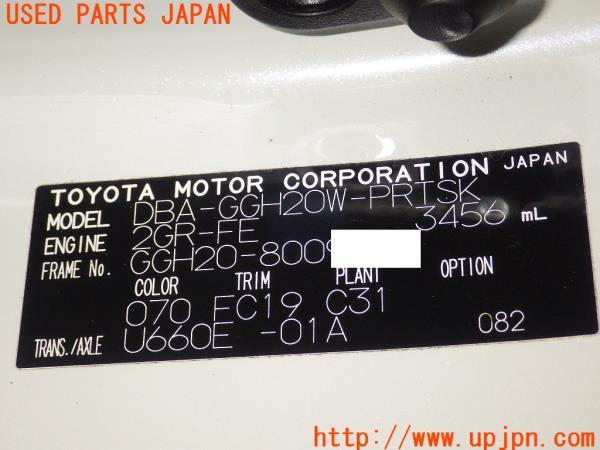 USED PARTS JAPAN
TOYOTA MOTOR CORPORATION JAPAN
MODEL DBA-GGH20W-PRTSK
ENGINE 2GR-FE 3456 mL
FRAME No. GGH20-8009
COLOR TRIM PLANT OPTION
070 FC19 C31
TRANS./AXLE U660E -01A 082
http://www.upjpn.com/